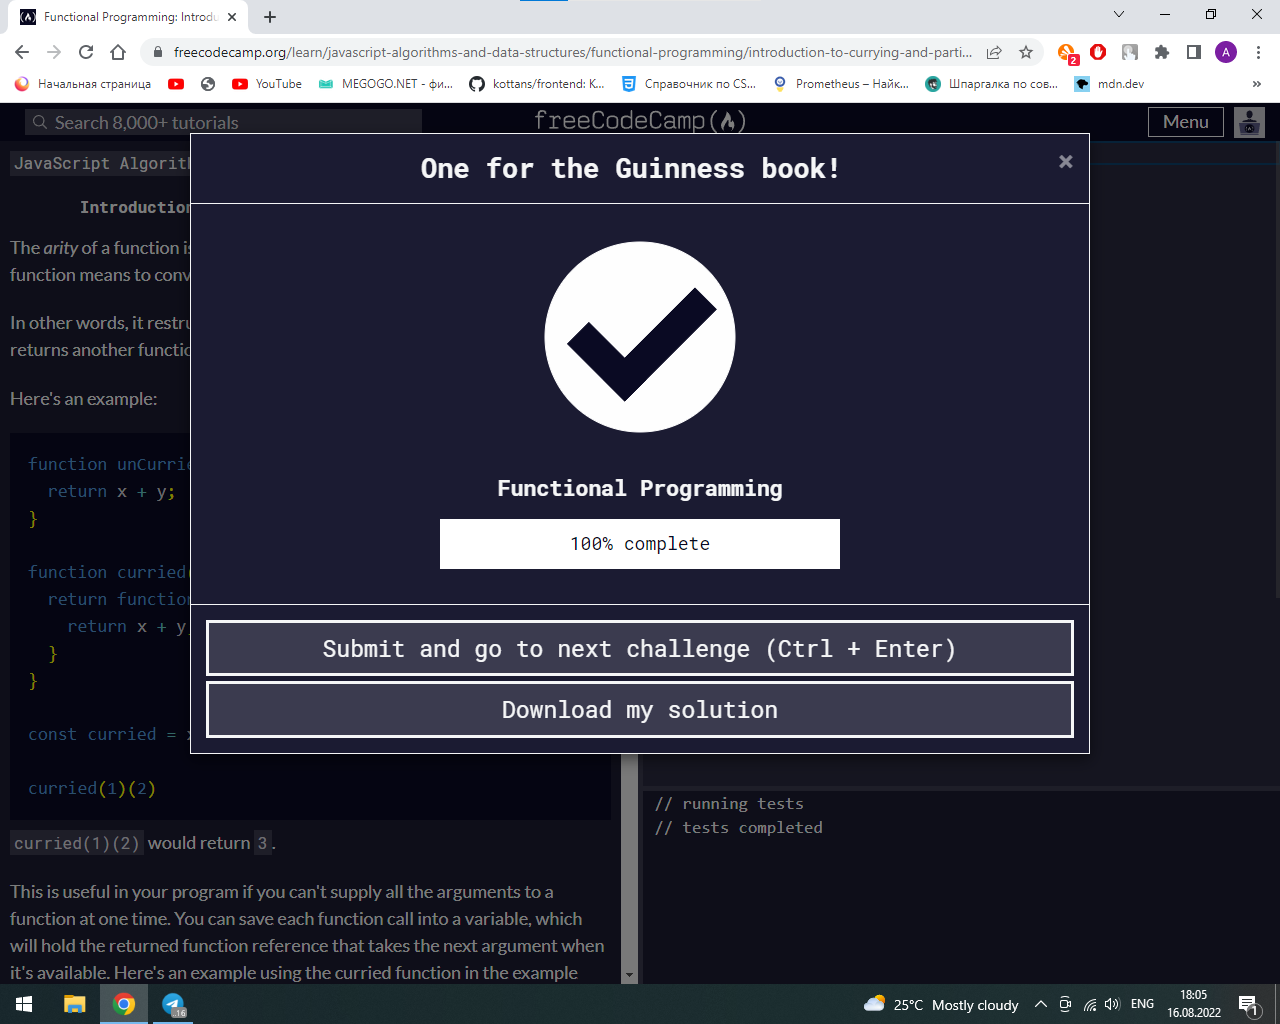 Functional Programming: Introdu
freecodecamp.org/learn/javascript-algorithms-and-data-structures/functional-programming/introduction-to-currying-and-parti...
2
A
Начальная страница
YouTube
MEGOGO.NET - фи...
kottans/frontend: К...
Справочник по CS...
Prometheus – Найк...
Шпаргалка по сов...
mdn.dev
»
Search 8,000+ tutorials
freeCodeCamp
Menu
JavaScript Algorith
One for the Guinness book!
×
Introduction
The arity of a function is
function means to conv
In other words, it restru
returns another functio
Here's an example:
function unCurrie
return x + y;
}
function curried(
return function
return x + y
}
}
const curried =
curried(1)(2)
Functional Programming
100% complete
Submit and go to next challenge (Ctrl + Enter)
Download my solution
curried(1)(2) would return 3.
This is useful in your program if you can't supply all the arguments to a
function at one time. You can save each function call into a variable, which
will hold the returned function reference that takes the next argument when
it's available. Here's an example using the curried function in the example
// running tests
// tests completed
16
25°C Mostly cloudy
ENG
18:05
16.08.2022
1